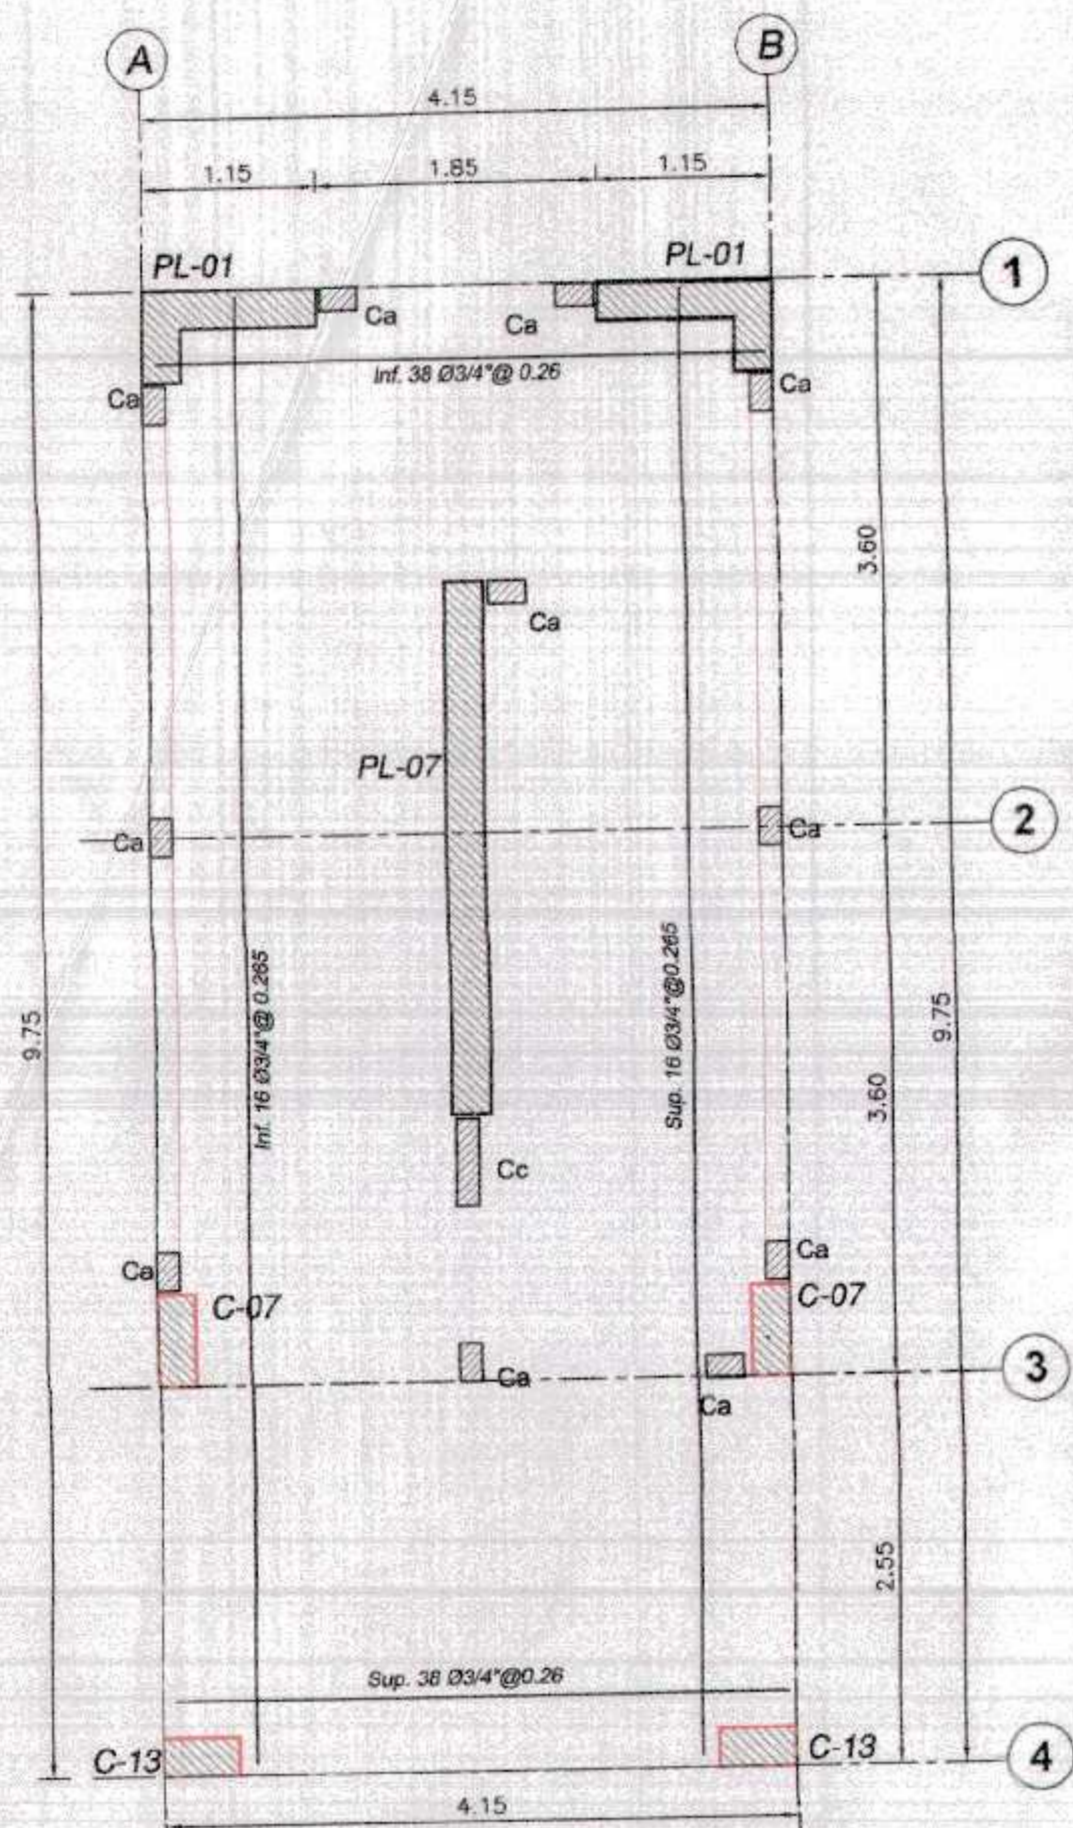 A
B
4.15
1.15
1.85
1.15
PL-01
PL-01
1
Ca
Ca
Inf. 38 Ø3/4"@ 0.26
Ca
Ca
3.60
Ca
PL-07
2
Ca
Ca
9.75
Inf. 16 Ø3/4"@ 0.265
Sup. 16 Ø3/4"@0.265
9.75
3.60
Cc
Ca
Ca
C-07
C-07
3
Ca
Ca
2.55
Sup. 38 Ø3/4"@0.26
C-13
C-13
4
4.15